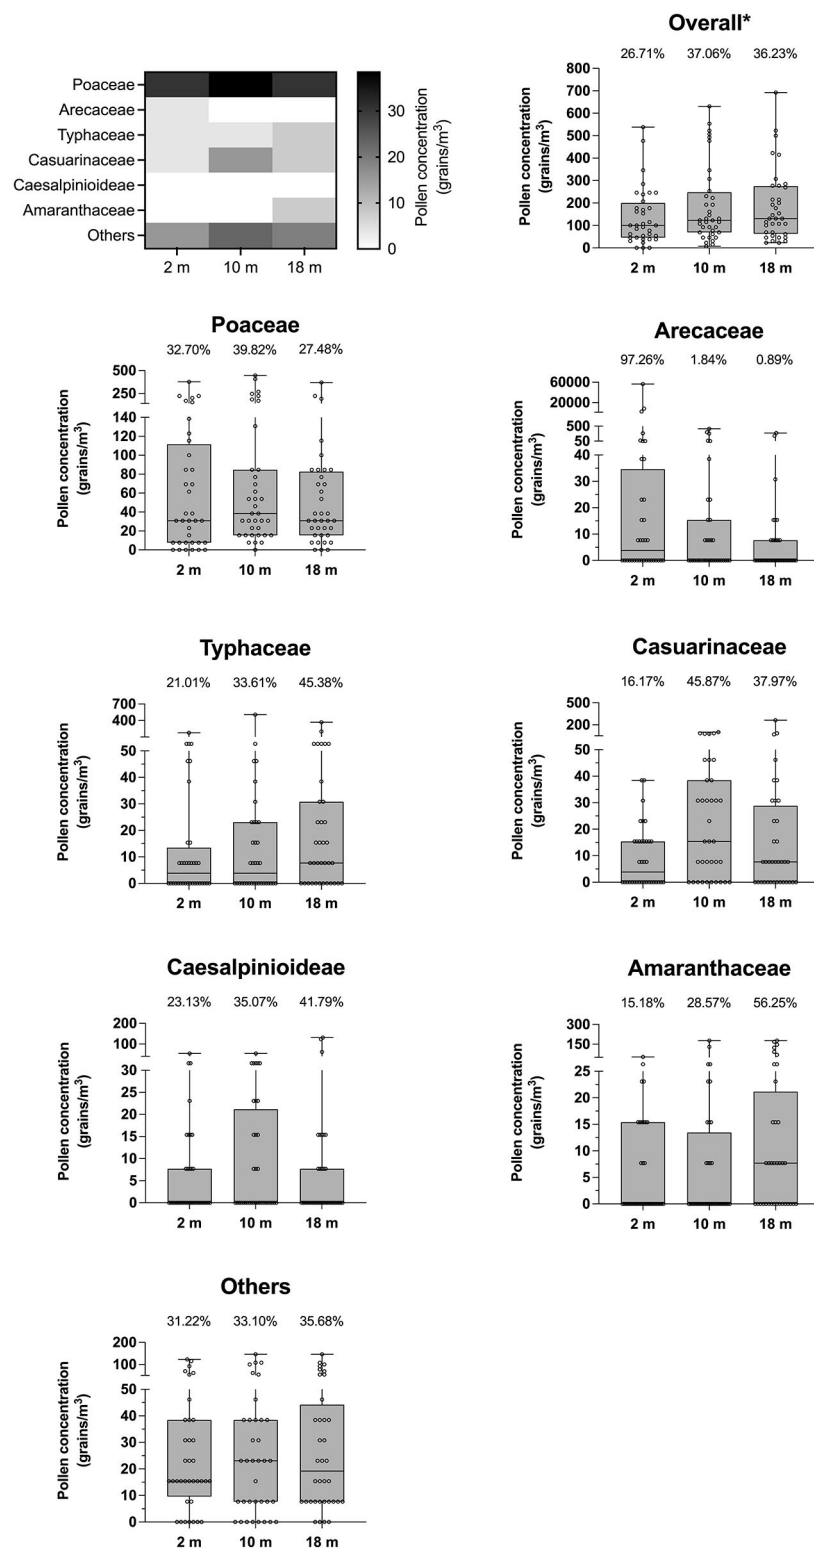 Poaceae
Arecaceae
Typhaceae
Casuarinaceae
Caesalpinioideae
Amaranthaceae
Others
2 m 10 m 18 m
30
20
10
0
Pollen concentration
(grains/m³)
Overall*
26.71% 37.06% 36.23%
Pollen concentration
(grains/m³)
800
700
600
500
400
300
200
100
0
2 m 10 m 18 m
Poaceae
32.70% 39.82% 27.48%
Pollen concentration
(grains/m³)
500
250
140
120
100
80
60
40
20
0
2 m 10 m 18 m
Arecaceae
97.26% 1.84% 0.89%
Pollen concentration
(grains/m³)
60000
20000
500
50
40
30
20
10
0
2 m 10 m 18 m
Typhaceae
21.01% 33.61% 45.38%
Pollen concentration
(grains/m³)
700
400
50
40
30
20
10
0
2 m 10 m 18 m
Casuarinaceae
16.17% 45.87% 37.97%
Pollen concentration
(grains/m³)
500
200
50
40
30
20
10
0
2 m 10 m 18 m
Caesalpinioideae
23.13% 35.07% 41.79%
Pollen concentration
(grains/m³)
200
100
30
25
20
15
10
5
0
2 m 10 m 18 m
Amaranthaceae
15.18% 28.57% 56.25%
Pollen concentration
(grains/m³)
300
150
25
20
15
10
5
0
2 m 10 m 18 m
Others
31.22% 33.10% 35.68%
Pollen concentration
(grains/m³)
200
100
50
40
30
20
10
0
2 m 10 m 18 m